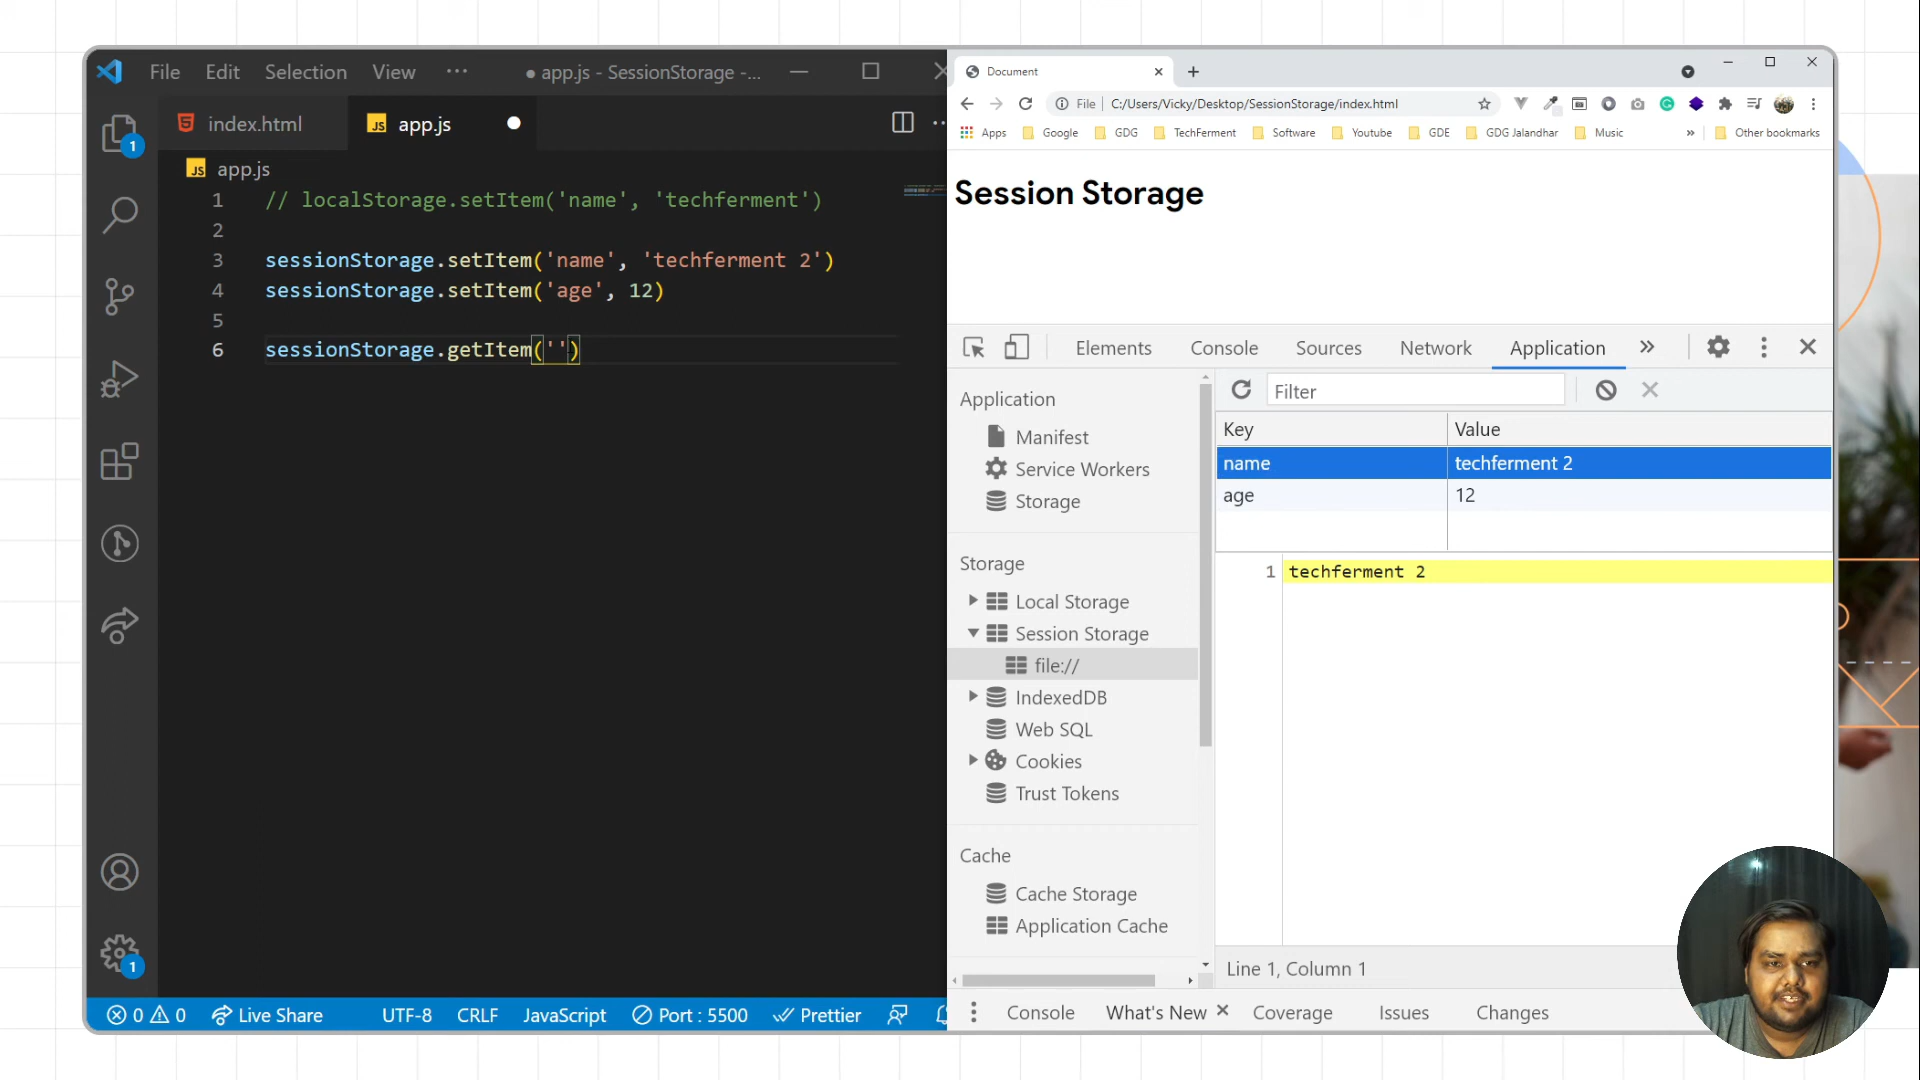 File Edit Selection View ··· ● app.js - SessionStorage -...
index.html
app.js
app.js
1 // localStorage.setItem('name', 'techferment')
2
3 sessionStorage.setItem('name', 'techferment 2')
4 sessionStorage.setItem('age', 12)
5
6 sessionStorage.getItem('')
1
1
0 0 Live Share UTF-8 CRLF JavaScript Port : 5500 Prettier
Document
File | C:/Users/Vicky/Desktop/SessionStorage/index.html
Apps Google GDG TechFerment Software Youtube GDE GDG Jalandhar Music » Other bookmarks
Session Storage
Elements Console Sources Network Application »
Application
Manifest
Service Workers
Storage
Storage
Local Storage
Session Storage
file://
IndexedDB
Web SQL
Cookies
Trust Tokens
Cache
Cache Storage
Application Cache
Filter
Key Value
name techferment 2
age 12
1 techferment 2
Line 1, Column 1
Console What's New Coverage Issues Changes